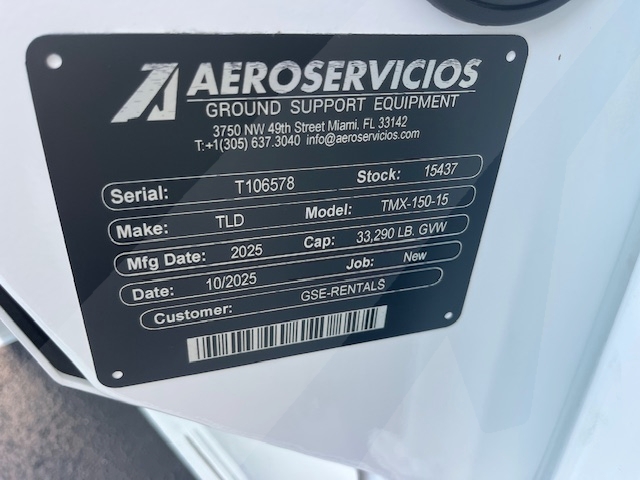 AEROSERVICIOS
GROUND SUPPORT EQUIPMENT
3750 NW 49th Street Miami, FL 33142
T:+1(305) 637.3040 info@aeroservicios.com
Serial: T106578 Stock: 15437
Make: TLD Model: TMX-150-15
Mfg Date: 2025 Cap: 33,290 LB. GVW
Date: 10/2025 Job: New
Customer: GSE-RENTALS